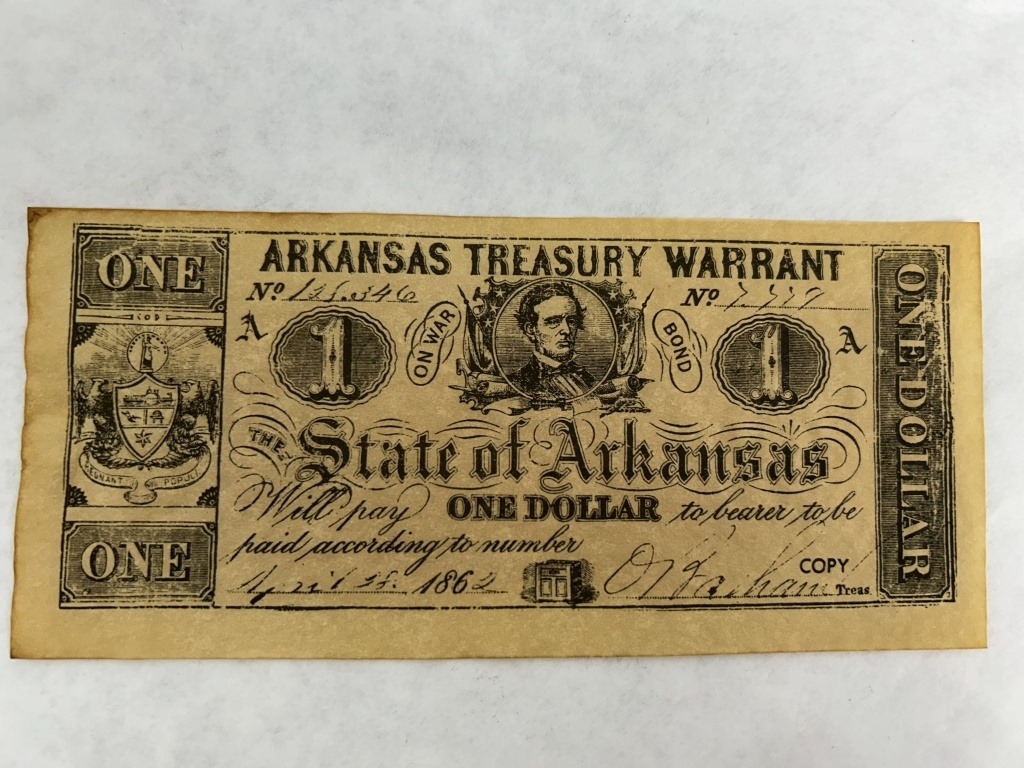 ONE
ARKANSAS TREASURY WARRANT
No.
No.
A
1
ON WAR
BOND
1
A
THE
State of Arkansas
REGNANT POPULI
Will pay ONE DOLLAR to bearer to be
paid according to number
ONE
April 1862
COPY
Treas.
ONE DOLLAR